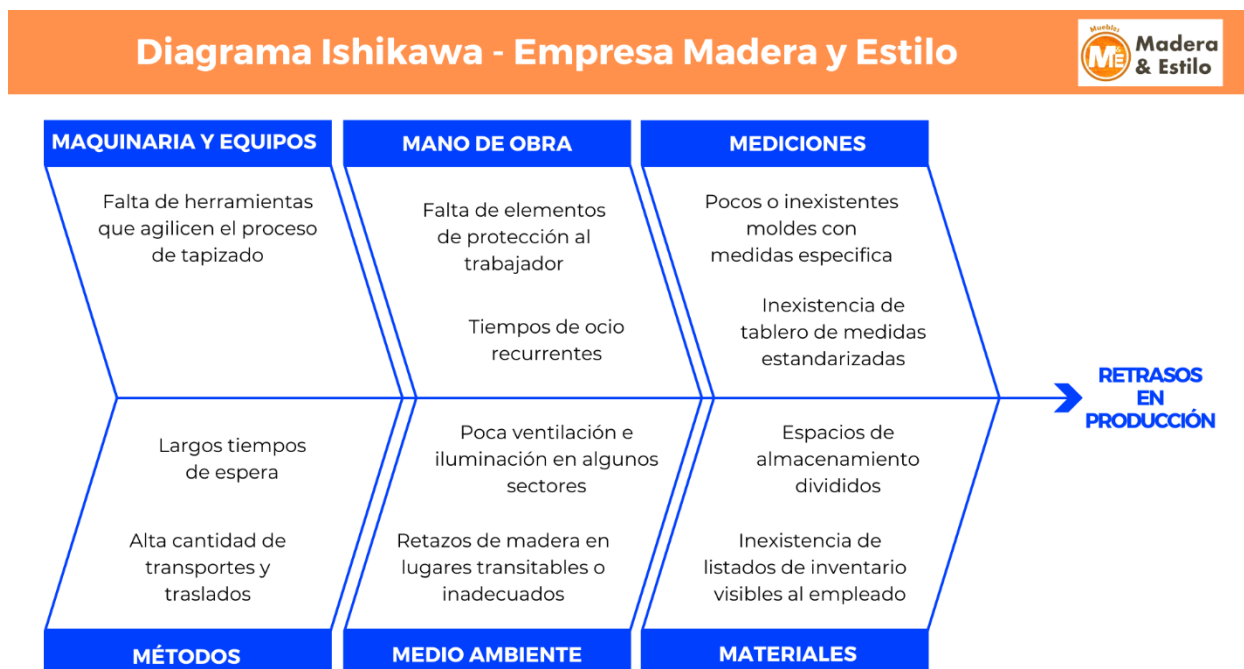 Diagrama Ishikawa - Empresa Madera y Estilo
Muebles
ME
Madera
& Estilo
MAQUINARIA Y EQUIPOS
MANO DE OBRA
MEDICIONES
Falta de herramientas
que agilicen el proceso
de tapizado
Falta de elementos
de protección al
trabajador
Tiempos de ocio
recurrentes
Pocos o inexistentes
moldes con
medidas especifica
Inexistencia de
tablero de medidas
estandarizadas
RETRASOS
EN
PRODUCCIÓN
Largos tiempos
de espera
Alta cantidad de
transportes y
traslados
Poca ventilación e
iluminación en algunos
sectores
Retazos de madera en
lugares transitables o
inadecuados
Espacios de
almacenamiento
divididos
Inexistencia de
listados de inventario
visibles al empleado
MÉTODOS
MEDIO AMBIENTE
MATERIALES